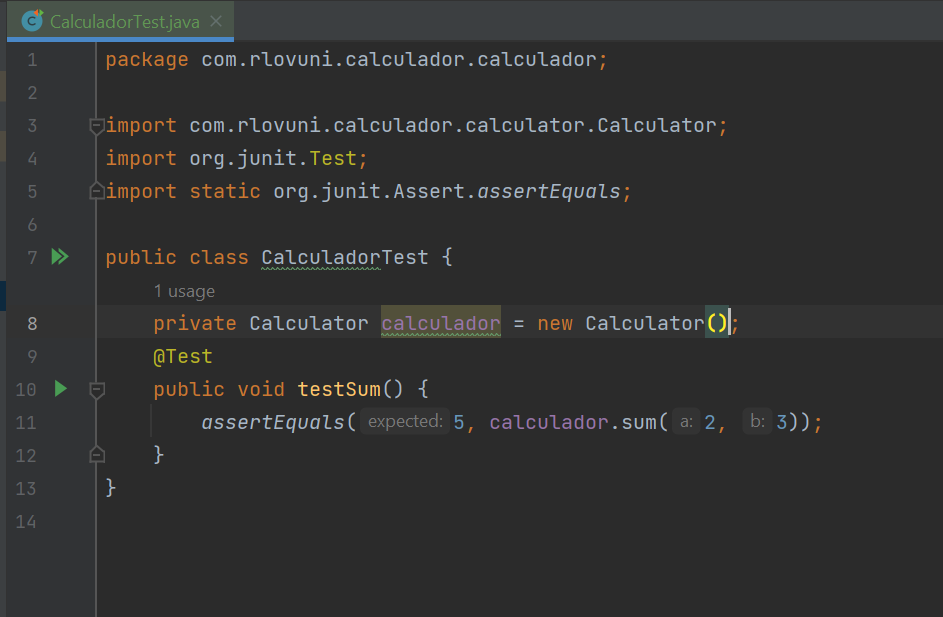 CalculadorTest.java
1 package com.rlovuni.calculador.calculador;
2
3 import com.rlovuni.calculador.calculator.Calculator;
4 import org.junit.Test;
5 import static org.junit.Assert.assertEquals;
6
7 public class CalculadorTest {
1 usage
8 private Calculator calculador = new Calculator();
9 @Test
10 public void testSum() {
11 assertEquals( expected: 5, calculador.sum( a: 2, b: 3));
12 }
13 }
14